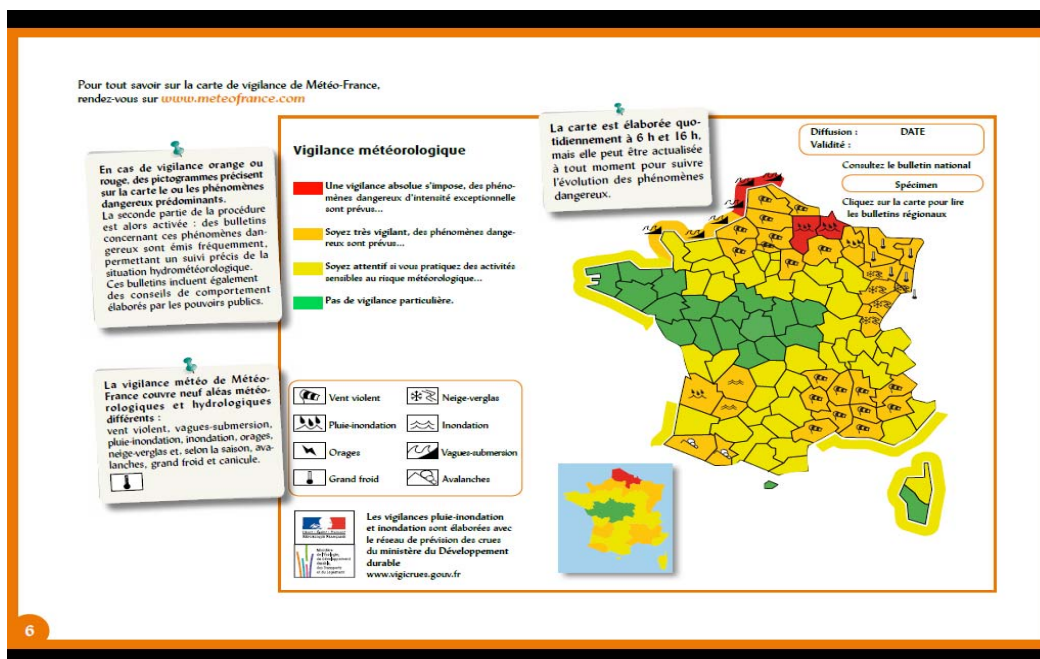 Pour tout savoir sur la carte de vigilance de Météo-France,
rendez-vous sur www.meteofrance.com
En cas de vigilance orange ou
rouge, des pictogrammes précisent
sur la carte le ou les phénomènes
dangereux prédominants.
La seconde partie de la procédure
est alors activée : des bulletins
concernant ces phénomènes dan-
gereux sont émis fréquemment,
permettant un suivi précis de la
situation hydrométéorologique.
Ces bulletins incluent également
des conseils de comportement
élaborés par les pouvoirs publics.
La vigilance météo de Météo-
France couvre neuf aléas météo-
rologiques et hydrologiques
différents :
vent violent, vagues-submersion,
pluie-inondation, inondation, orages,
neige-verglas et, selon la saison, ava-
lanches, grand froid et canicule.
Vigilance météorologique
Une vigilance absolue s'impose, des phéno-
mènes dangereux d'intensité exceptionnelle
sont prévus...
Soyez très vigilant, des phénomènes dange-
reux sont prévus...
Soyez attentif si vous pratiquez des activités
sensibles au risque météorologique...
Pas de vigilance particulière.
La carte est élaborée quo-
tidiennement à 6 h et 16 h,
mais elle peut être actualisée
à tout moment pour suivre
l'évolution des phénomènes
dangereux.
Diffusion : DATE
Validité :
Consultez le bulletin national
Spécimen
Cliquez sur la carte pour lire
les bulletins régionaux
Vent violent
Neige-verglas
Pluie-inondation
Inondation
Orages
Vagues-submersion
Grand froid
Avalanches
Les vigilances pluie-inondation
et inondation sont élaborées avec
le réseau de prévision des crues
du ministère du Développement
durable
www.vigicrues.gouv.fr
6